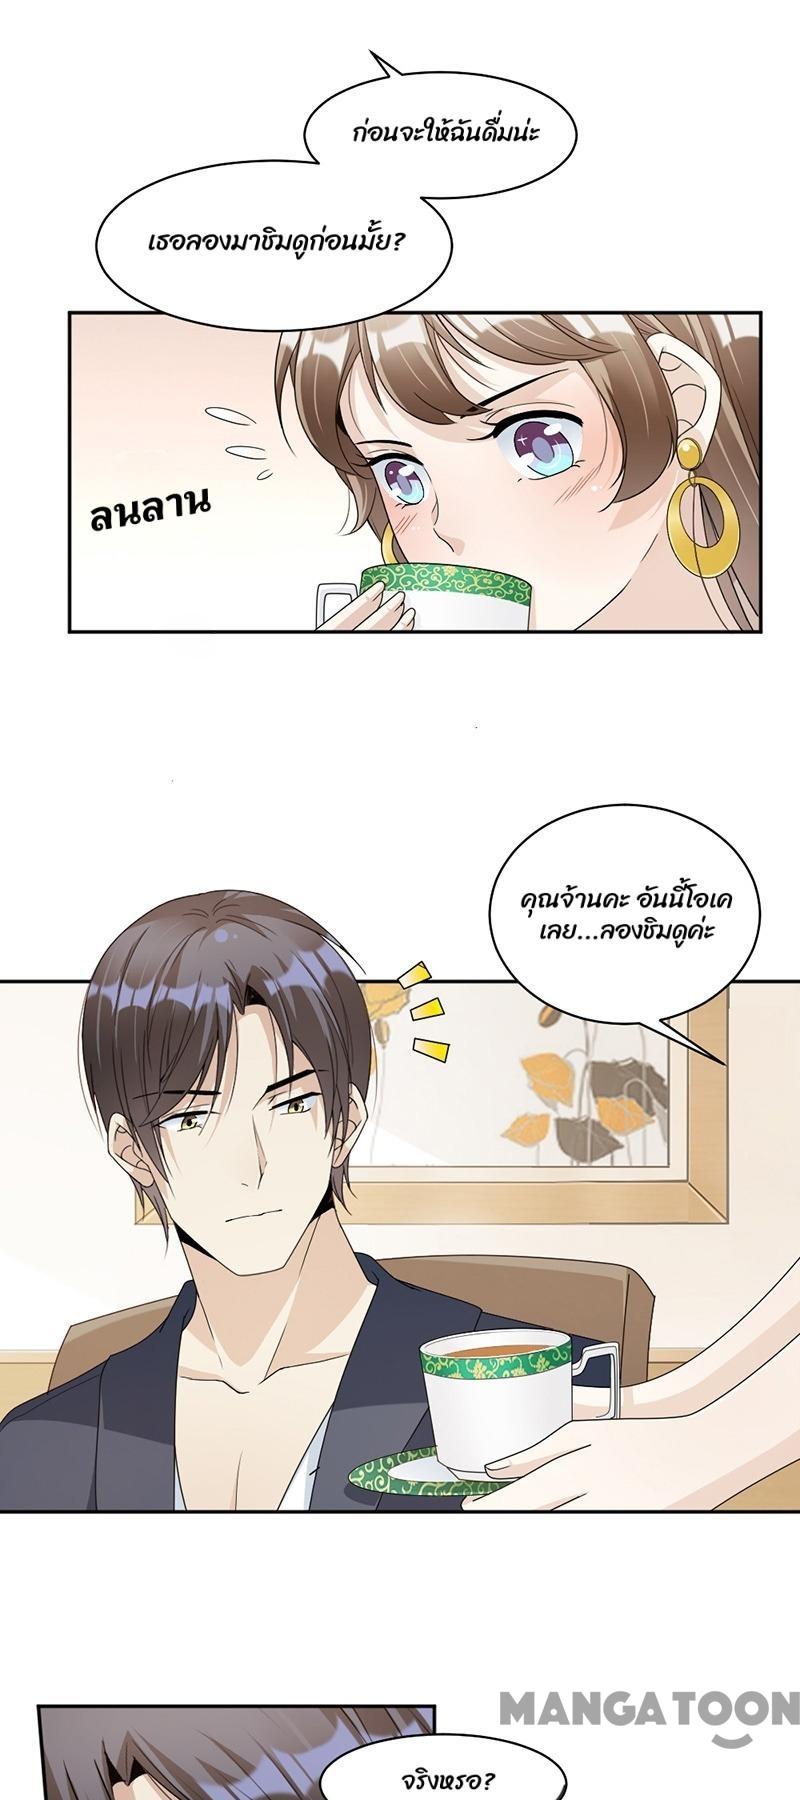 ก่อนจะให้ฉันดื่มน่ะ
เธอลองมาชิมดูก่อนมั้ย?
ลนลาน
คุณจ้านคะ อันนี้โอเค
เลย...ลองชิมดูค่ะ
MANGATOON
จริงหรอ?